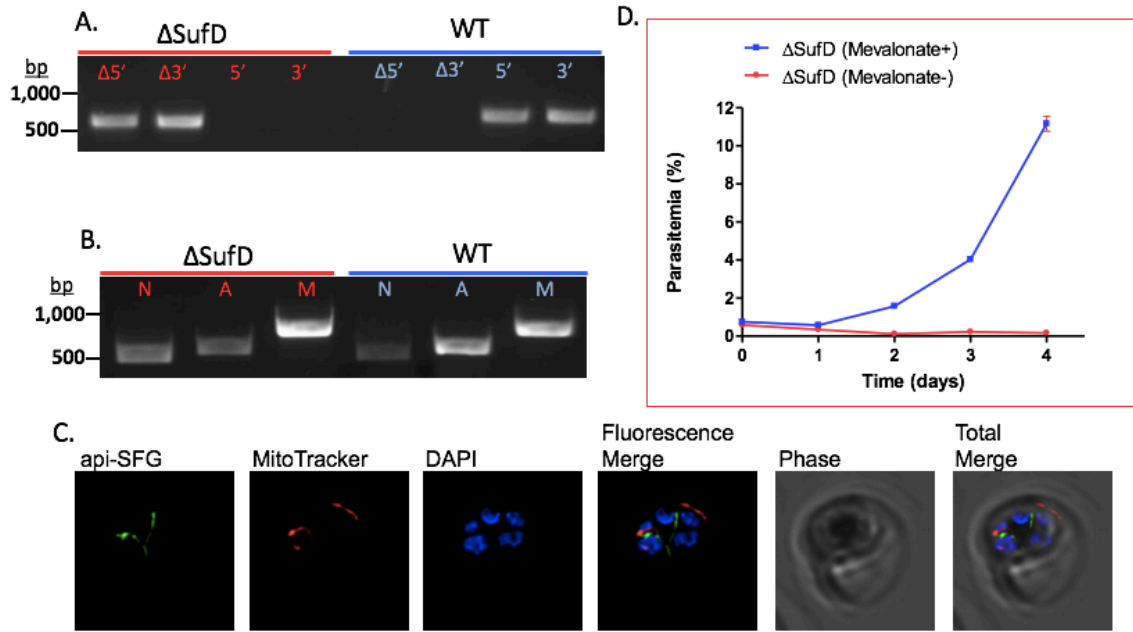 A.
ΔSufD WT
bp Δ5′ Δ3′ 5′ 3′ Δ5′ Δ3′ 5′ 3′
1,000
500
B.
ΔSufD WT
bp N A M N A M
1,000
500
C.
api-SFG MitoTracker DAPI Fluorescence Merge Phase Total Merge
D.
ΔSufD (Mevalonate+)
ΔSufD (Mevalonate-)
12
10
8
6
4
2
0
Parasitemia (%)
0 1 2 3 4
Time (days)